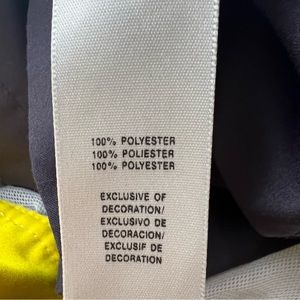 100% POLYESTER
100% POLIESTER
100% POLYESTER
EXCLUSIVE OF
DECORATION/
EXCLUSIVO DE
DECORACION/
EXCLUSIF DE
DECORATION